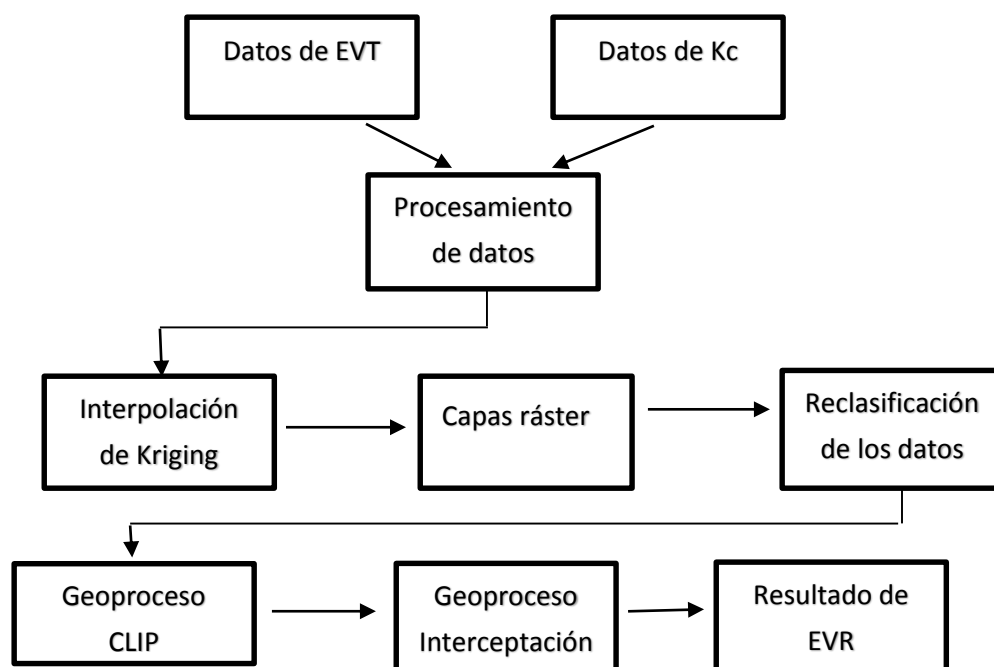 Datos de EVT
Datos de Kc
Procesamiento
de datos
Interpolación
de Kriging
Capas ráster
Reclasificación
de los datos
Geoproceso
CLIP
Geoproceso
Interceptación
Resultado de
EVR